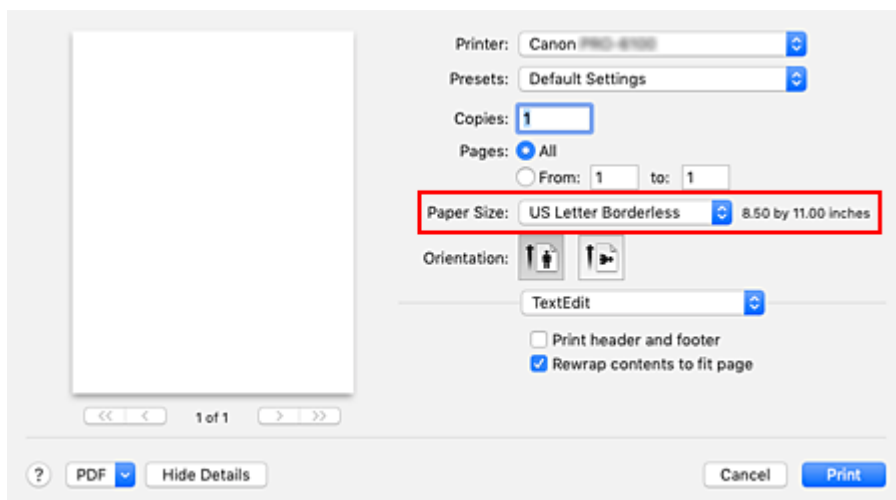 Printer: Canon
Presets: Default Settings
Copies: 1
Pages: All
From: 1 to: 1
Paper Size: US Letter Borderless 8.50 by 11.00 inches
Orientation:
TextEdit
Print header and footer
Rewrap contents to fit page
1 of 1
? PDF Hide Details Cancel Print